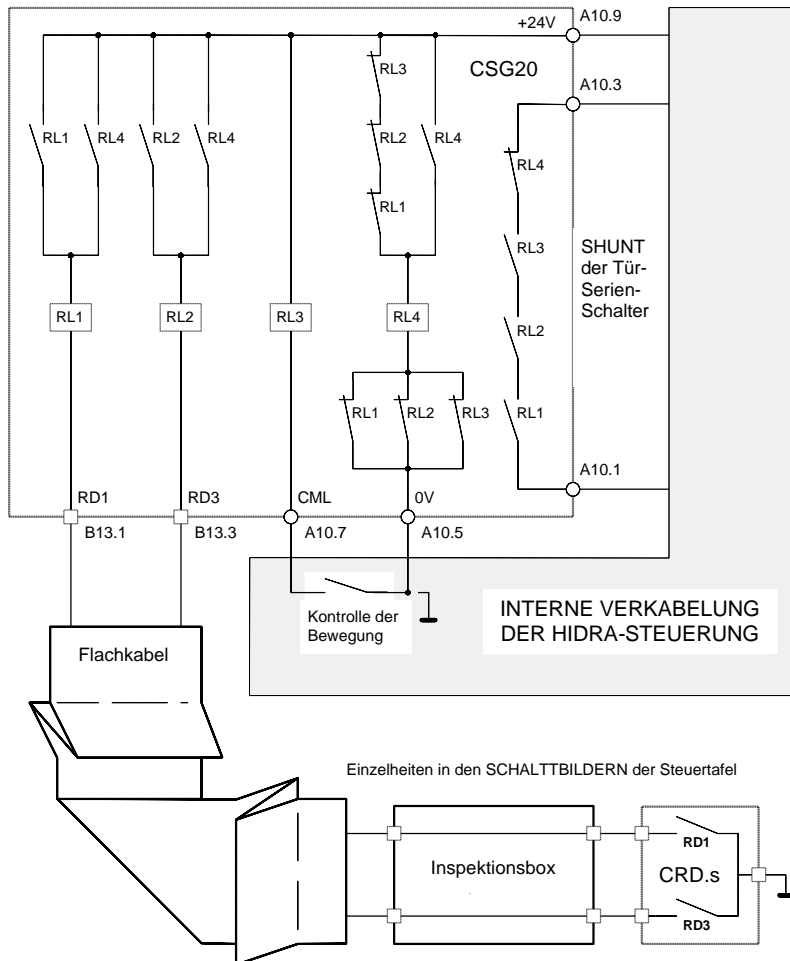 +24V
A10.9
CSG20
A10.3
RL3
RL1
RL4
RL2
RL4
RL2
RL4
RL4
RL1
RL3
SHUNT
der Tür-
Serien-
Schalter
RL1
RL2
RL3
RL4
RL2
RL1
RL2
RL3
RL1
A10.1
RD1
RD3
CML
0V
B13.1
B13.3
A10.7
A10.5
Kontrolle der
Bewegung
INTERNE VERKABELUNG
DER HIDRA-STEUERUNG
Flachkabel
Einzelheiten in den SCHALTTBILDERN der Steuertafel
Inspektionsbox
RD1
CRD.s
RD3